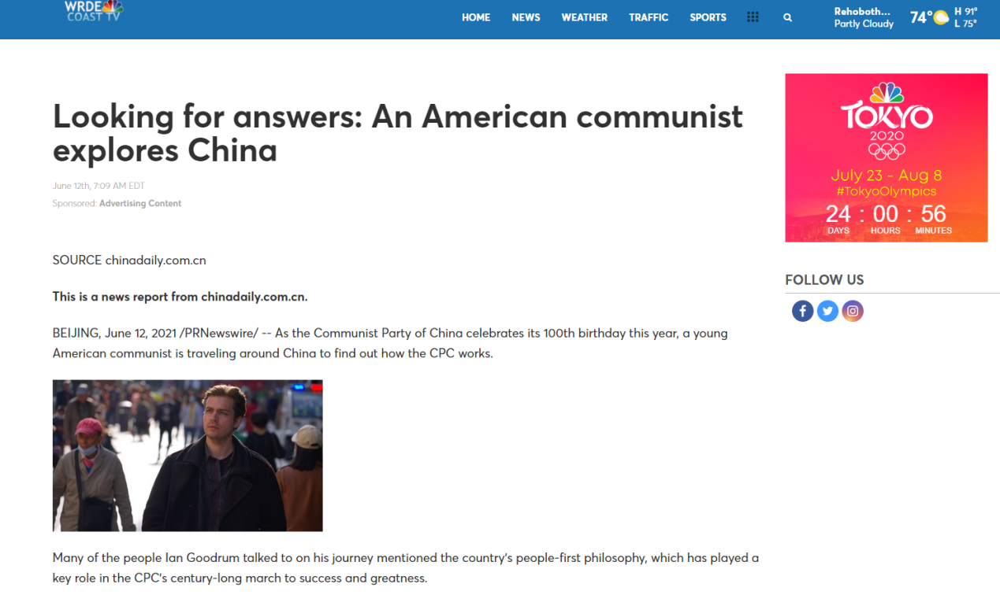 WRDE
COAST TV
HOME NEWS WEATHER TRAFFIC SPORTS
Rehoboth... 74° H 91°
Partly Cloudy L 75°
Looking for answers: An American communist
explores China
June 12th, 7:09 AM EDT
Sponsored: Advertising Content
SOURCE chinadaily.com.cn
This is a news report from chinadaily.com.cn.
BEIJING, June 12, 2021 /PRNewswire/ -- As the Communist Party of China celebrates its 100th birthday this year, a young
American communist is traveling around China to find out how the CPC works.
Many of the people Ian Goodrum talked to on his journey mentioned the country's people-first philosophy, which has played a
key role in the CPC's century-long march to success and greatness.
TOKYO
2020
July 23 - Aug 8
#TokyoOlympics
24 : 00 : 56
DAYS HOURS MINUTES
FOLLOW US